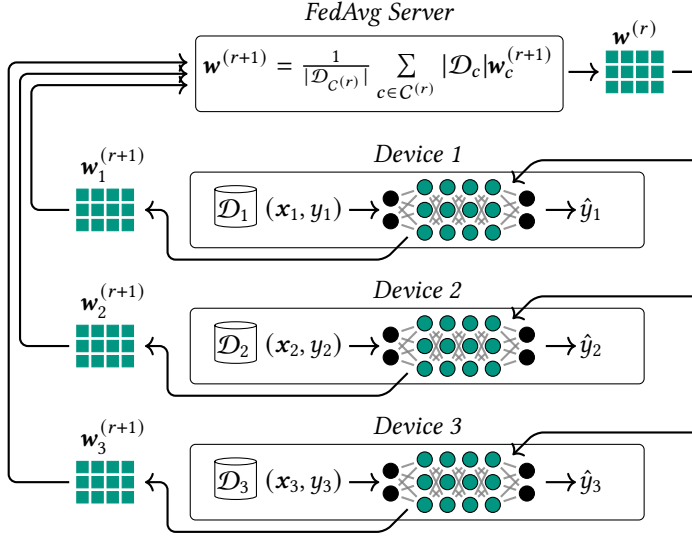 FedAvg Server
w^(r+1) = 1/|D_C^(r)| ∑_{c∈C^(r)} |D_c| w_c^(r+1)
w^(r)
Device 1
w_1^(r+1)
D_1 (x_1, y_1) ŷ_1
Device 2
w_2^(r+1)
D_2 (x_2, y_2) ŷ_2
Device 3
w_3^(r+1)
D_3 (x_3, y_3) ŷ_3